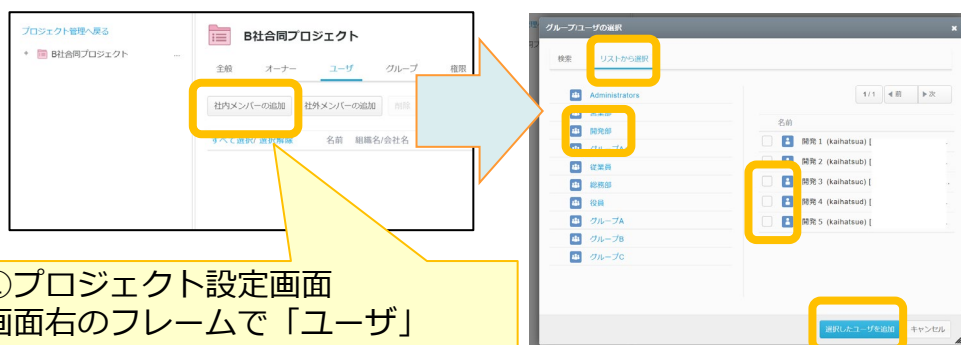 プロジェクト管理へ戻る
B社合同プロジェクト ...
B社合同プロジェクト
全般 オーナー ユーザ グループ 権限
社内メンバーの追加 社外メンバーの追加 削除
すべて選択/ 選択解除 名前 組織名/会社名
プロジェクト設定画面
画面右のフレームで「ユーザ」
グループ/ユーザの選択
検索 リストから選択
Administrators
営業部
開発部
グループA
従業員
総務部
役員
グループA
グループB
グループC
1/1 前 次
名前
開発 1 (kaihatsua) [
開発 2 (kaihatsub) [
開発 3 (kaihatsuc) [
開発 4 (kaihatsud) [
開発 5 (kaihatsue) [
選択したユーザを追加 キャンセル